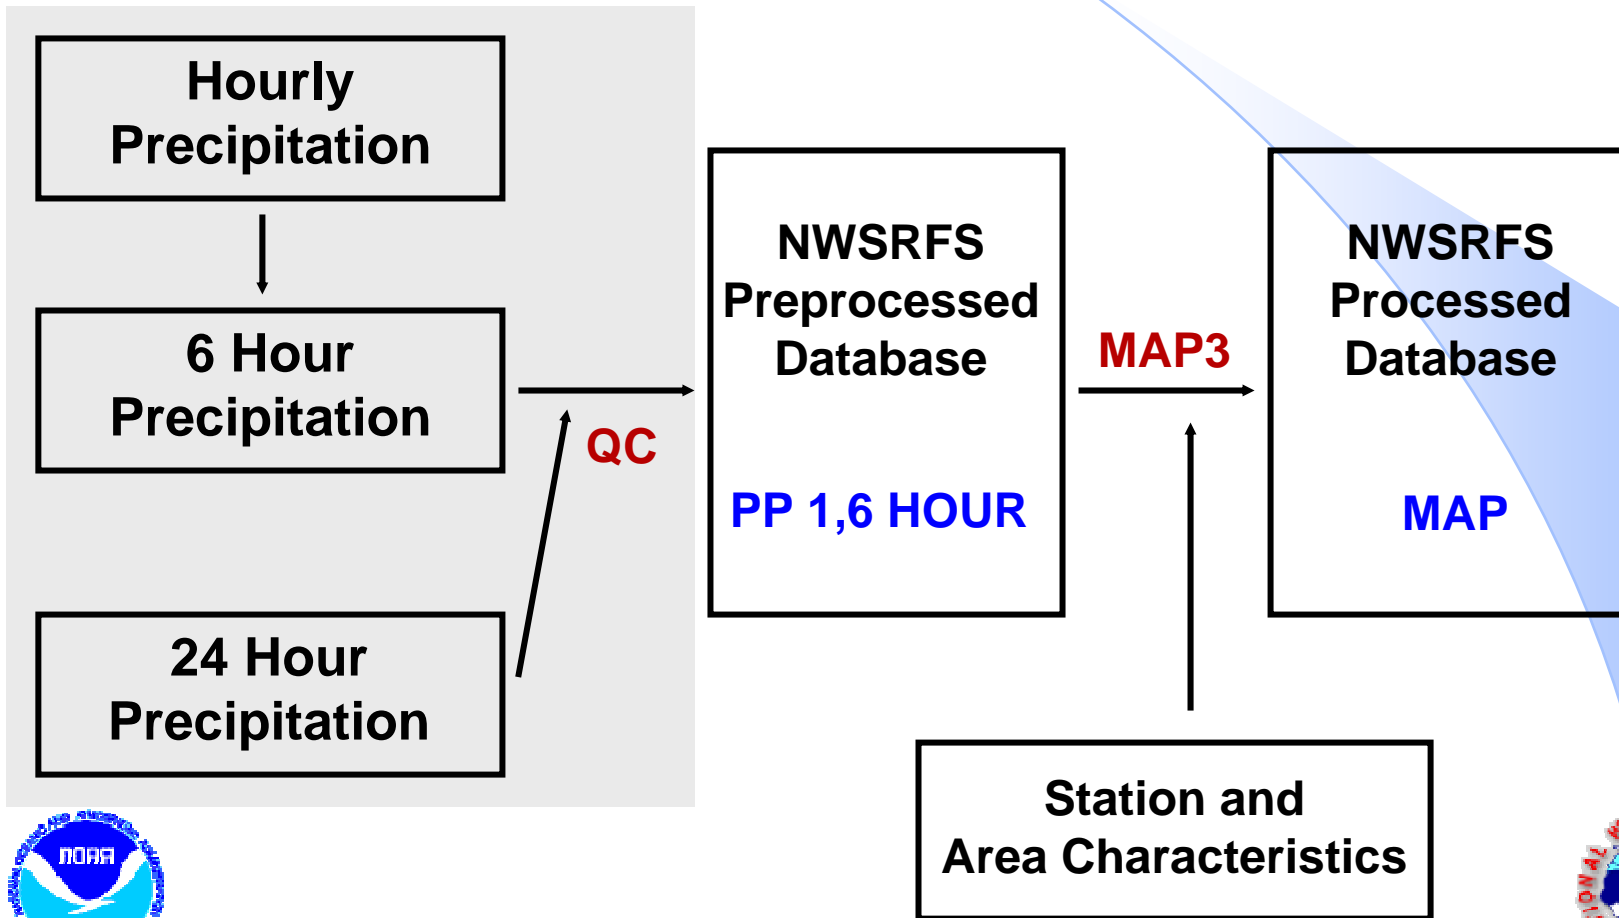 Hourly
Precipitation
6 Hour
Precipitation
QC
24 Hour
Precipitation
NWSRFS
Preprocessed
Database
PP 1,6 HOUR
MAP3
NWSRFS
Processed
Database
MAP
Station and
Area Characteristics
NOAA